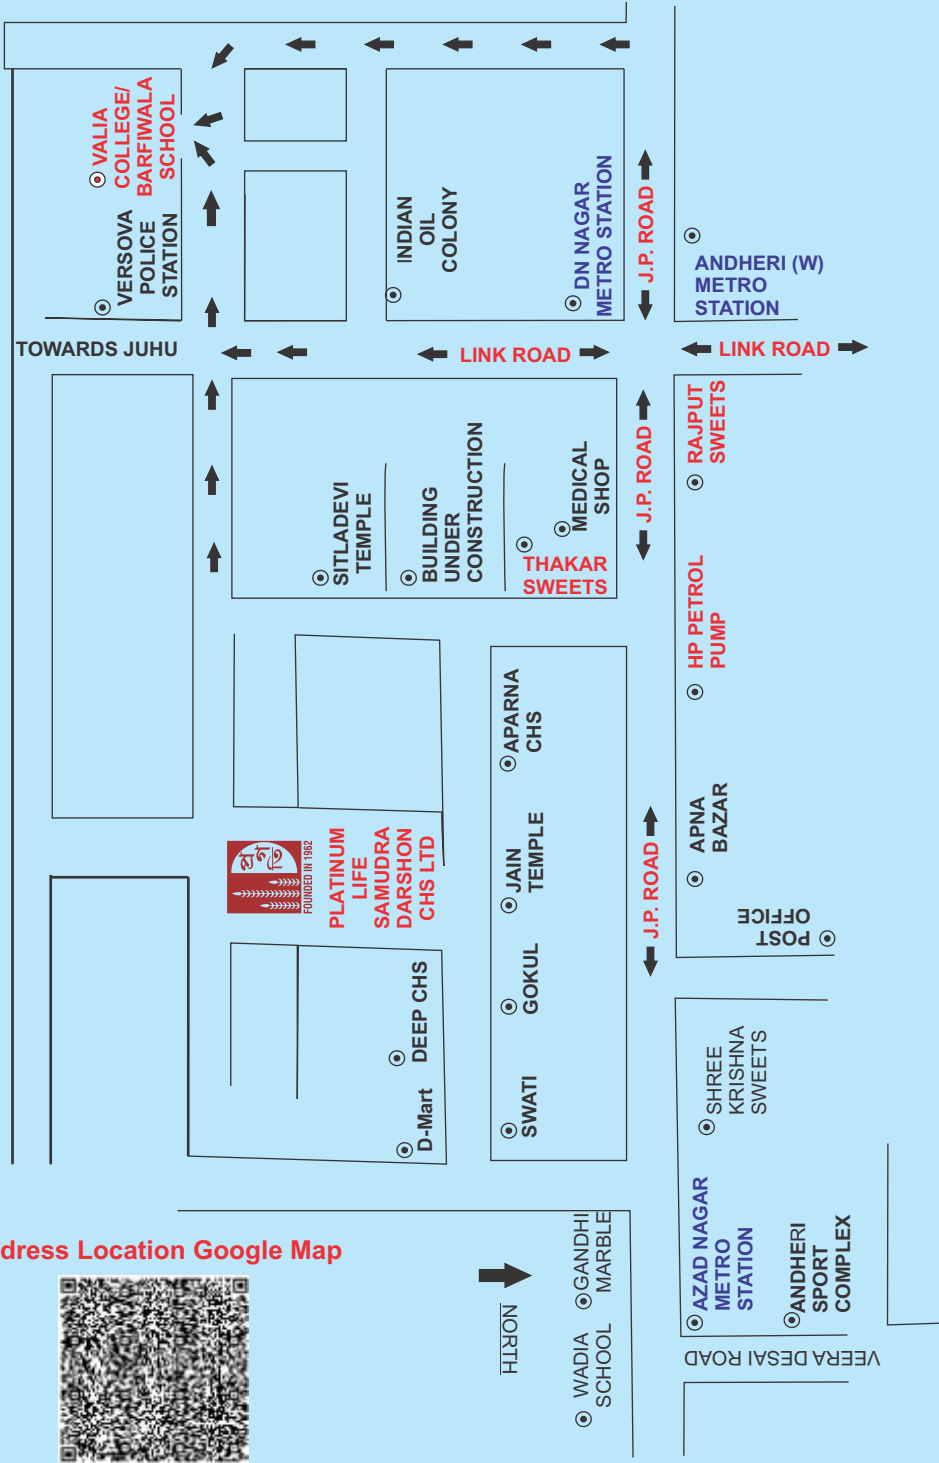 VALIA
COLLEGE/
BARFIWALA
SCHOOL
VERSOVA
POLICE
STATION
INDIAN
OIL
COLONY
DN NAGAR
METRO STATION
J.P. ROAD
ANDHERI (W)
METRO
STATION
TOWARDS JUHU
LINK ROAD
LINK ROAD
SITLADEVI
TEMPLE
BUILDING
UNDER
CONSTRUCTION
MEDICAL
SHOP
THAKAR
SWEETS
J.P. ROAD
RAJPUT
SWEETS
HP PETROL
PUMP
APARNA
CHS
FOUNDED IN 1962
PLATINUM
LIFE
SAMUDRA
DARSHON
CHS LTD
JAIN
TEMPLE
J.P. ROAD
APNA
BAZAR
POST
OFFICE
DEEP CHS
GOKUL
D-Mart
SWATI
SHREE
KRISHNA
SWEETS
dress Location Google Map
NORTH
GANDHI
MARBLE
WADIA
SCHOOL
AZAD NAGAR
METRO
STATION
ANDHERI
SPORT
COMPLEX
VEERA DESAI ROAD